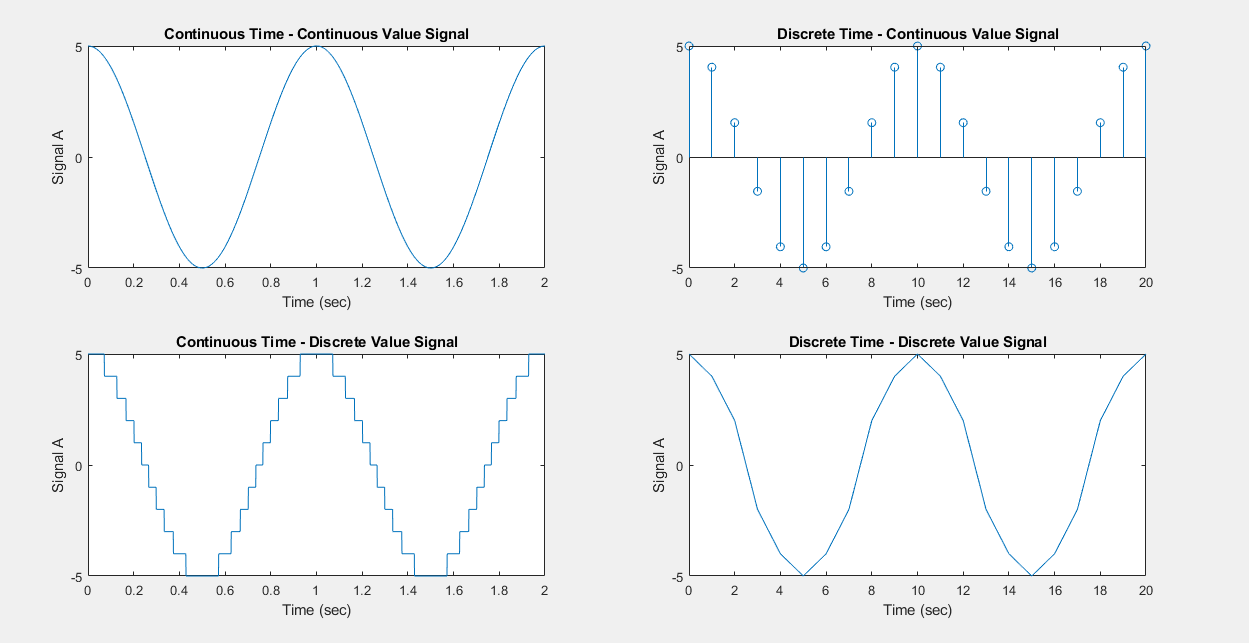 Continuous Time - Continuous Value Signal
5
0
-5
Signal A
0 0.2 0.4 0.6 0.8 1 1.2 1.4 1.6 1.8 2
Time (sec)
Discrete Time - Continuous Value Signal
5
0
-5
Signal A
0 2 4 6 8 10 12 14 16 18 20
Time (sec)
Continuous Time - Discrete Value Signal
5
0
-5
Signal A
0 0.2 0.4 0.6 0.8 1 1.2 1.4 1.6 1.8 2
Time (sec)
Discrete Time - Discrete Value Signal
5
0
-5
Signal A
0 2 4 6 8 10 12 14 16 18 20
Time (sec)